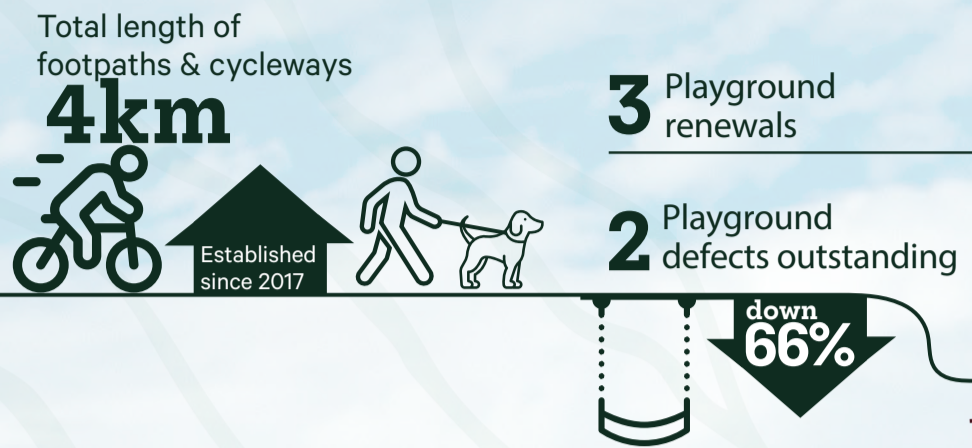 Total length of
footpaths & cycleways
4km
Established
since 2017
3 Playground
renewals
2 Playground
defects outstanding
down
66%